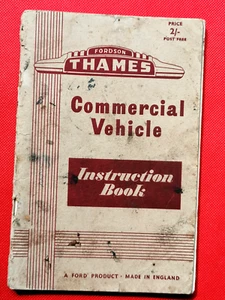 PRICE
2/-
POST FREE
FORDSON
THAMES
Commercial
Vehicle
Instruction
Book
A FORD PRODUCT · MADE IN ENGLAND